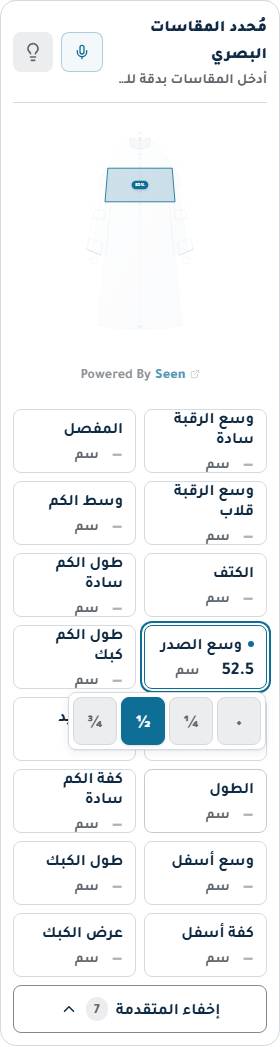 مُحدد المقاسات
البصري
أدخل المقاسات بدقة للـ...
Powered By Seen
وسع الرقبة
سادة
— سم
المفصل
— سم
وسع الرقبة
قلاب
— سم
وسط الكم
— سم
الكتف
— سم
طول الكم
سادة
— سم
وسع الصدر
52.5 سم
طول الكم
كبك
— سم
٠ ¼ ½ ¾
الطول
— سم
كفة الكم
سادة
— سم
وسع أسفل
— سم
طول الكبك
— سم
كفة أسفل
— سم
عرض الكبك
— سم
إخفاء المتقدمة 7